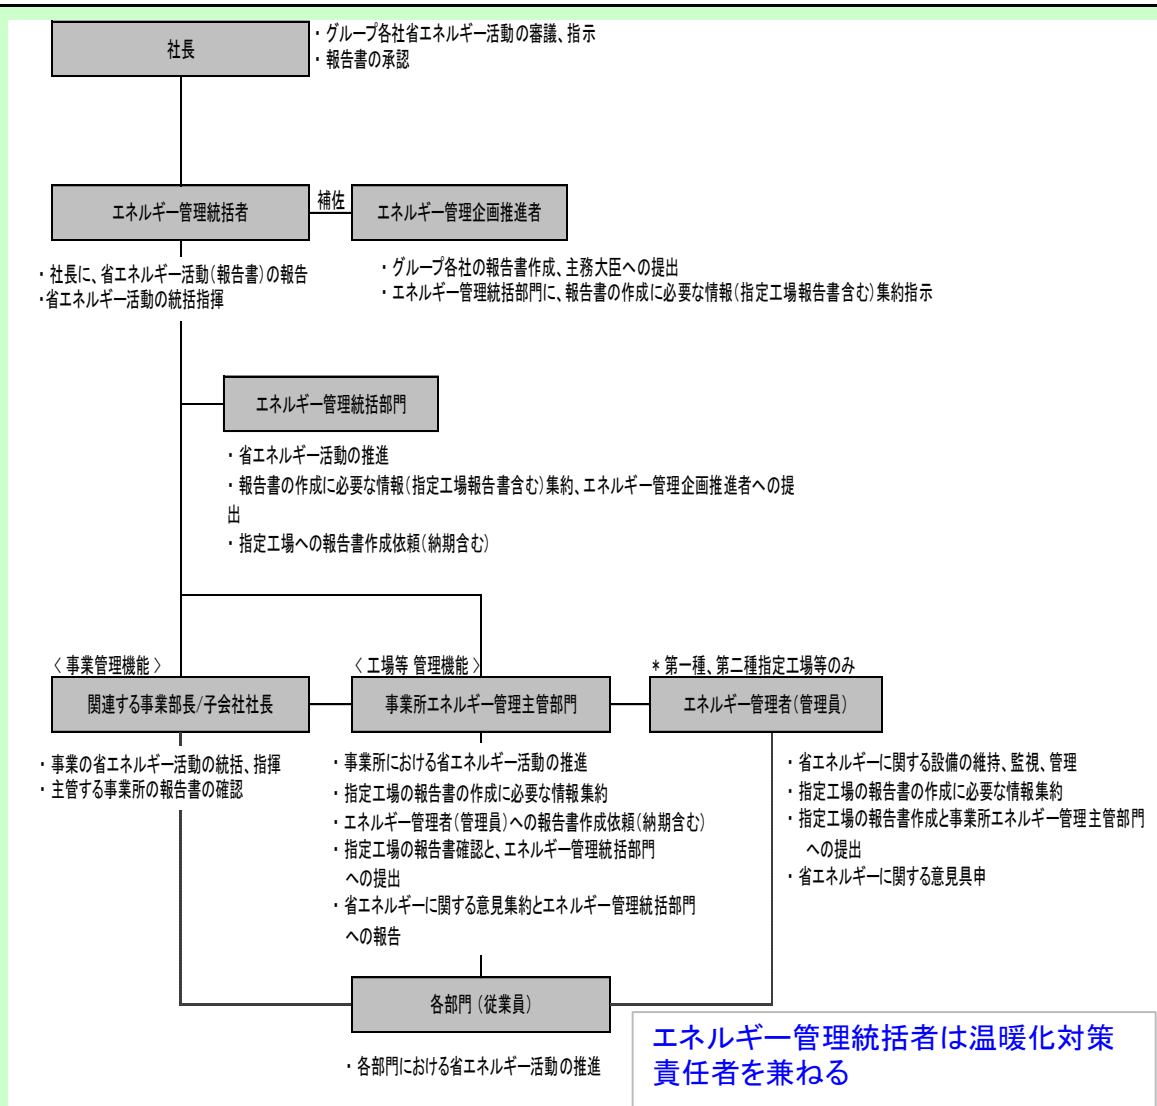 社長
・グループ各社省エネルギー活動の審議、指示
・報告書の承認
エネルギー管理統括者
補佐
エネルギー管理企画推進者
・社長に、省エネルギー活動(報告書)の報告
・省エネルギー活動の統括指揮
・グループ各社の報告書作成、主務大臣への提出
・エネルギー管理統括部門に、報告書の作成に必要な情報(指定工場報告書含む)集約指示
エネルギー管理統括部門
・省エネルギー活動の推進
・報告書の作成に必要な情報(指定工場報告書含む)集約、エネルギー管理企画推進者への提
出
・指定工場への報告書作成依頼(納期含む)
〈 事業管理機能 〉
関連する事業部長/子会社社長
・事業の省エネルギー活動の統括、指揮
・主管する事業所の報告書の確認
〈 工場等 管理機能 〉
事業所エネルギー管理主管部門
・事業所における省エネルギー活動の推進
・指定工場の報告書の作成に必要な情報集約
・エネルギー管理者(管理員)への報告書作成依頼(納期含む)
・指定工場の報告書確認と、エネルギー管理統括部門
への提出
・省エネルギーに関する意見集約とエネルギー管理統括部門
への報告
＊第一種、第二種指定工場等のみ
エネルギー管理者(管理員)
・省エネルギーに関する設備の維持、監視、管理
・指定工場の報告書の作成に必要な情報集約
・指定工場の報告書作成と事業所エネルギー管理主管部門
への提出
・省エネルギーに関する意見具申
各部門 (従業員)
・各部門における省エネルギー活動の推進
エネルギー管理統括者は温暖化対策
責任者を兼ねる